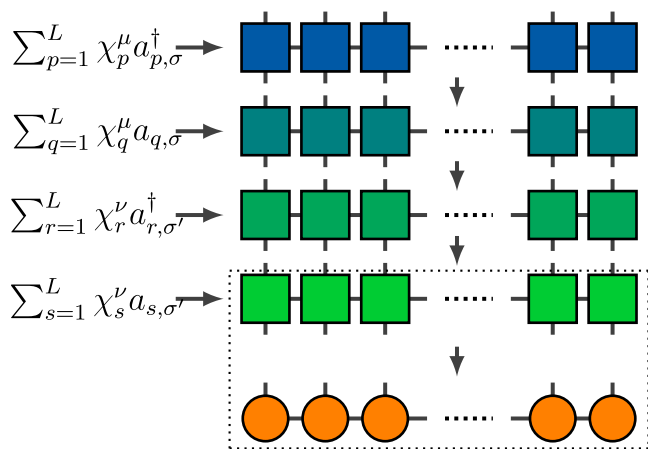 $\sum_{p=1}^{L} \chi_p^{\mu} a_{p,\sigma}^{\dagger}$
$\sum_{q=1}^{L} \chi_q^{\mu} a_{q,\sigma}$
$\sum_{r=1}^{L} \chi_r^{\nu} a_{r,\sigma'}^{\dagger}$
$\sum_{s=1}^{L} \chi_s^{\nu} a_{s,\sigma'}$